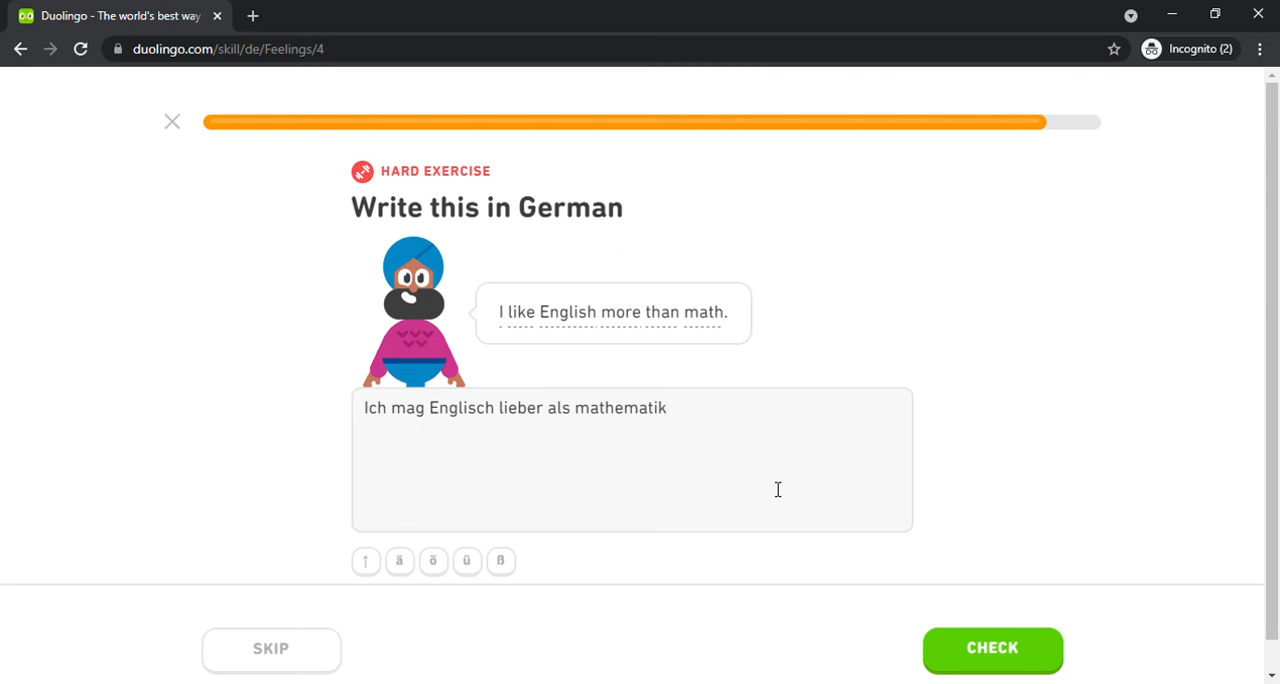 Duolingo - The world's best way
duolingo.com/skill/de/Feelings/4
Incognito (2)
HARD EXERCISE
Write this in German
I like English more than math.
Ich mag Englisch lieber als mathematik
↑ ä ö ü ß
SKIP
CHECK